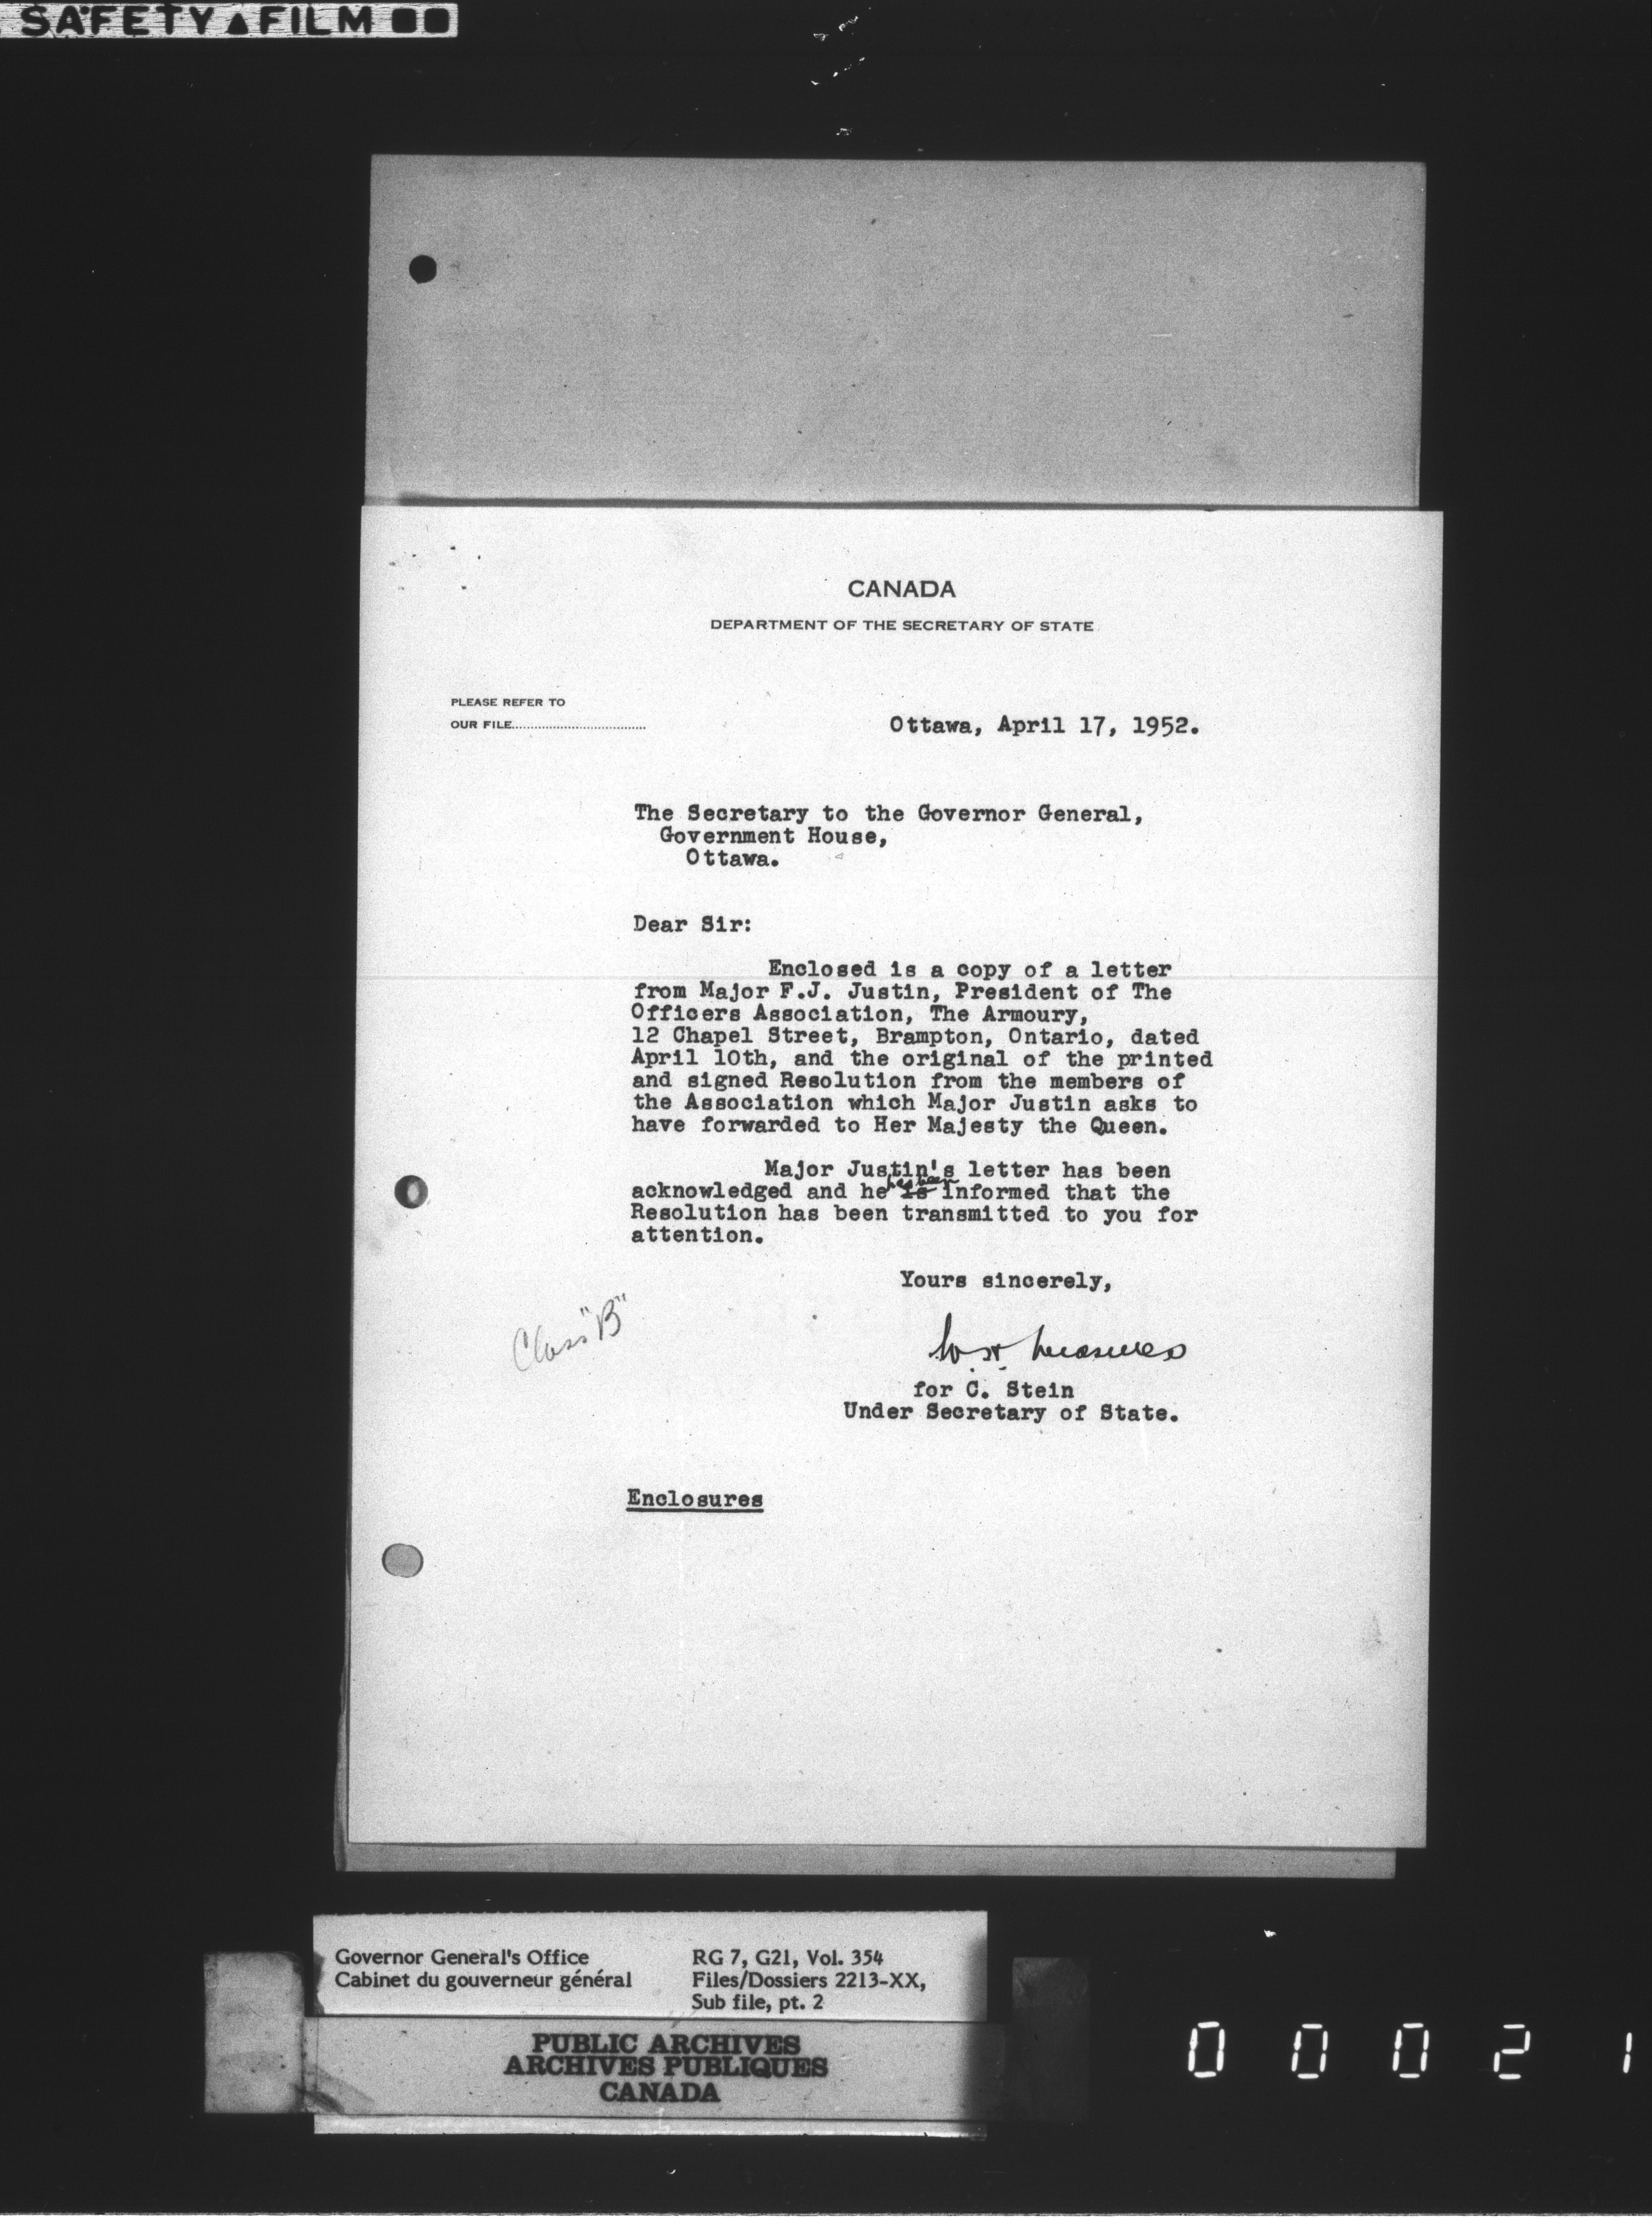 SAFETY FILM
CANADA
DEPARTMENT OF THE SECRETARY OF STATE
PLEASE REFER TO
OUR FILE..............................
Ottawa, April 17, 1952.
The Secretary to the Governor General,
Government House,
Ottawa.
Dear Sir:
Enclosed is a copy of a letter
from Major F.J. Justin, President of The
Officers Association, The Armoury,
12 Chapel Street, Brampton, Ontario, dated
April 10th, and the original of the printed
and signed Resolution from the members of
the Association which Major Justin asks to
have forwarded to Her Majesty the Queen.
Major Justin's letter has been
has been
acknowledged and he is informed that the
Resolution has been transmitted to you for
attention.
Yours sincerely,
Class "B"
for C. Stein
Under Secretary of State.
Enclosures
Governor General's Office
Cabinet du gouverneur général
RG 7, G21, Vol. 354
Files/Dossiers 2213-XX,
Sub file, pt. 2
PUBLIC ARCHIVES
ARCHIVES PUBLIQUES
CANADA
00021